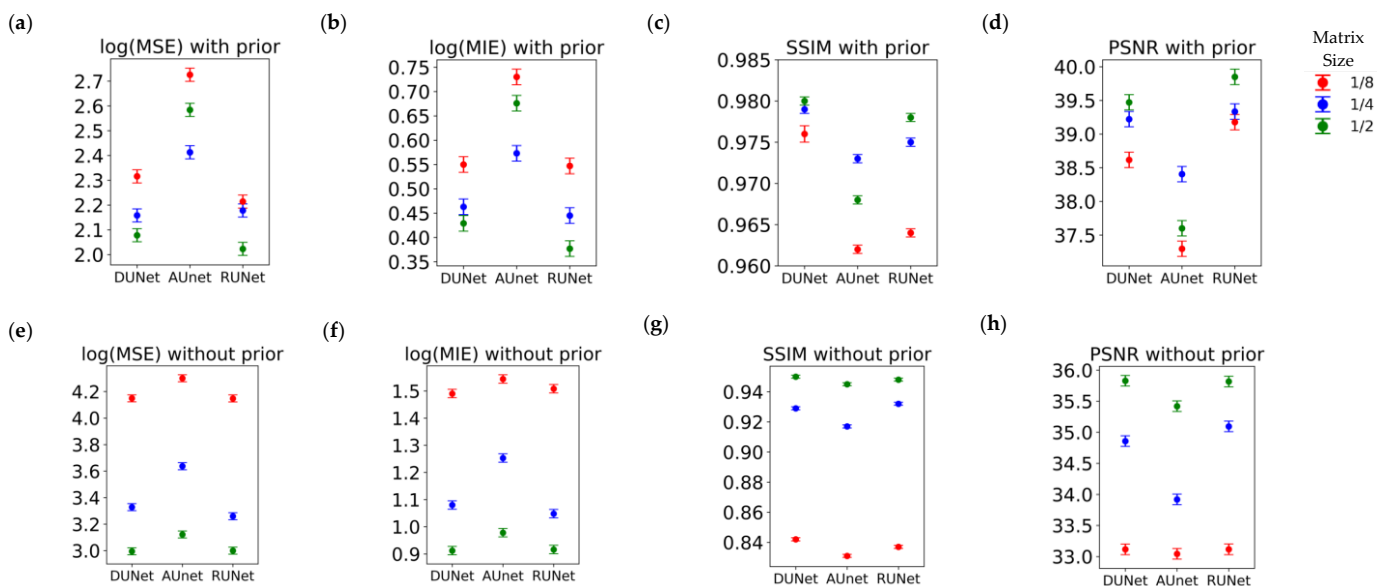 (a)
log(MSE) with prior
2.7
2.6
2.5
2.4
2.3
2.2
2.1
2.0
DUNet AUnet RUNet
(b)
log(MIE) with prior
0.75
0.70
0.65
0.60
0.55
0.50
0.45
0.40
0.35
DUNet AUnet RUNet
(c)
SSIM with prior
0.985
0.980
0.975
0.970
0.965
0.960
DUNet AUnet RUNet
(d)
PSNR with prior
40.0
39.5
39.0
38.5
38.0
37.5
DUNet AUnet RUNet
Matrix
Size
1/8
1/4
1/2
(e)
log(MSE) without prior
4.2
4.0
3.8
3.6
3.4
3.2
3.0
DUNet AUnet RUNet
(f)
log(MIE) without prior
1.5
1.4
1.3
1.2
1.1
1.0
0.9
DUNet AUnet RUNet
(g)
SSIM without prior
0.94
0.92
0.90
0.88
0.86
0.84
DUNet AUnet RUNet
(h)
PSNR without prior
36.0
35.5
35.0
34.5
34.0
33.5
33.0
DUNet AUnet RUNet